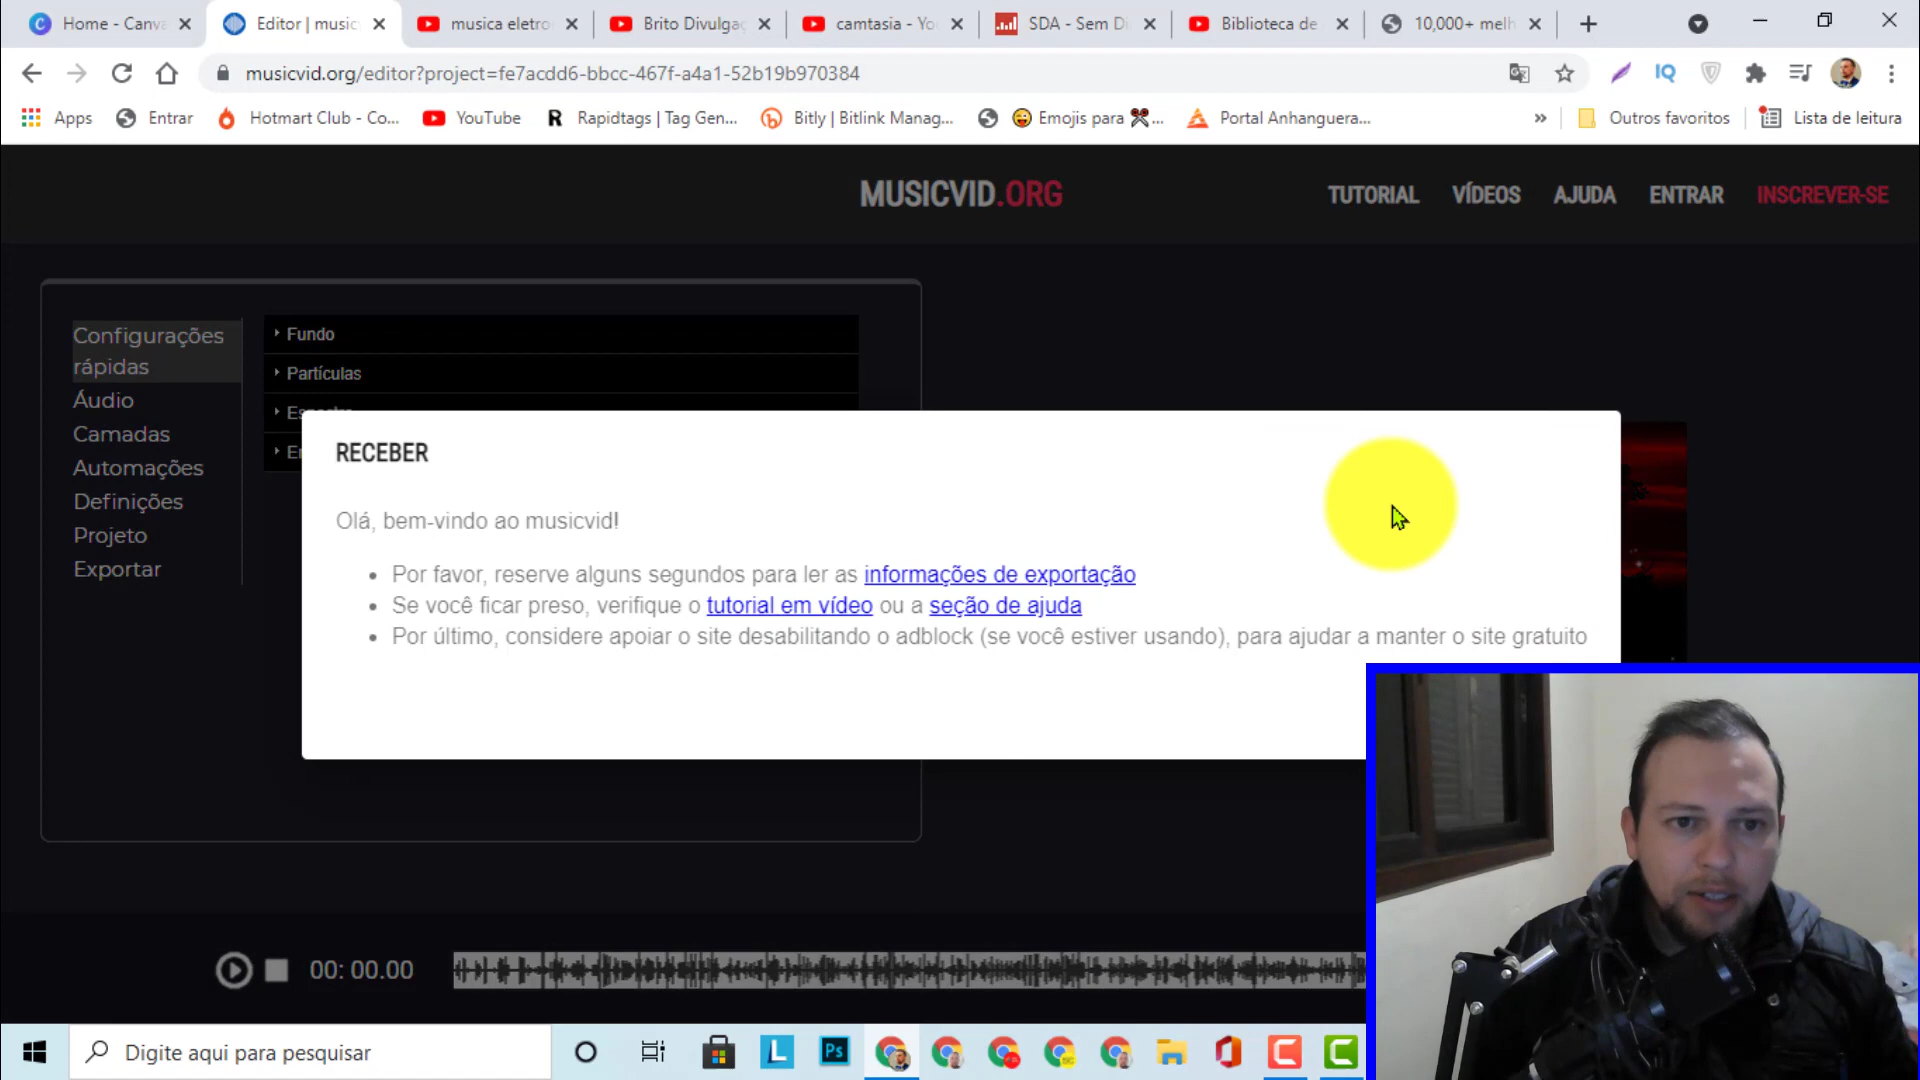 Home - Canva
Editor | music
musica eletro
Brito Divulgaç
camtasia - Yo
SDA - Sem Di
Biblioteca de
10,000+ melh
musicvid.org/editor?project=fe7acdd6-bbcc-467f-a4a1-52b19b970384
Apps
Entrar
Hotmart Club - Co...
YouTube
Rapidtags | Tag Gen...
Bitly | Bitlink Manag...
Emojis para ✂...
Portal Anhanguera...
»
Outros favoritos
Lista de leitura
MUSICVID.ORG
TUTORIAL
VÍDEOS
AJUDA
ENTRAR
INSCREVER-SE
Configurações
rápidas
Áudio
Camadas
Automações
Definições
Projeto
Exportar
Fundo
Partículas
RECEBER
Olá, bem-vindo ao musicvid!
• Por favor, reserve alguns segundos para ler as informações de exportação
• Se você ficar preso, verifique o tutorial em vídeo ou a seção de ajuda
• Por último, considere apoiar o site desabilitando o adblock (se você estiver usando), para ajudar a manter o site gratuito
00: 00.00
Digite aqui para pesquisar